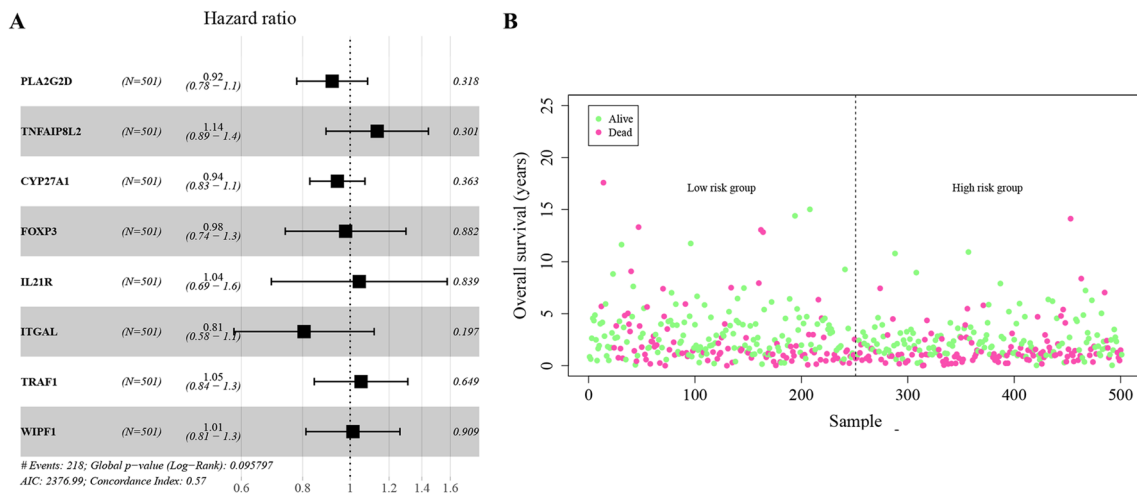 A
Hazard ratio
PLA2G2D (N=501) 0.92 (0.78 − 1.1) 0.318
TNFAIP8L2 (N=501) 1.14 (0.89 − 1.4) 0.301
CYP27A1 (N=501) 0.94 (0.83 − 1.1) 0.363
FOXP3 (N=501) 0.98 (0.74 − 1.3) 0.882
IL21R (N=501) 1.04 (0.69 − 1.6) 0.839
ITGAL (N=501) 0.81 (0.58 − 1.1) 0.197
TRAF1 (N=501) 1.05 (0.84 − 1.3) 0.649
WIPF1 (N=501) 1.01 (0.81 − 1.3) 0.909
# Events: 218; Global p−value (Log−Rank): 0.095797
AIC: 2376.99; Concordance Index: 0.57
0.6 0.8 1 1.2 1.4 1.6
B
Alive
Dead
Low risk group
High risk group
Overall survival (years)
25
20
15
10
5
0
0 100 200 300 400 500
Sample